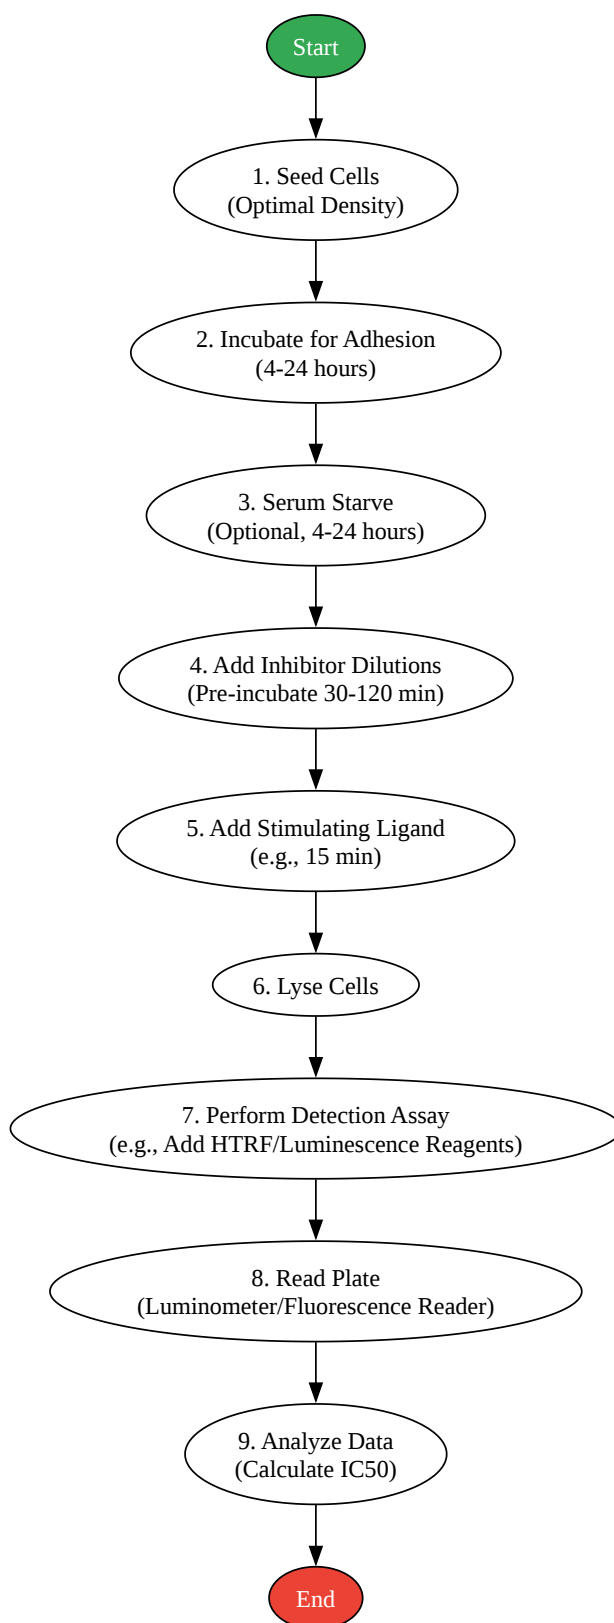 Start
1. Seed Cells
(Optimal Density)
2. Incubate for Adhesion
(4-24 hours)
3. Serum Starve
(Optional, 4-24 hours)
4. Add Inhibitor Dilutions
(Pre-incubate 30-120 min)
5. Add Stimulating Ligand
(e.g., 15 min)
6. Lyse Cells
7. Perform Detection Assay
(e.g., Add HTRF/Luminescence Reagents)
8. Read Plate
(Luminometer/Fluorescence Reader)
9. Analyze Data
(Calculate IC50)
End